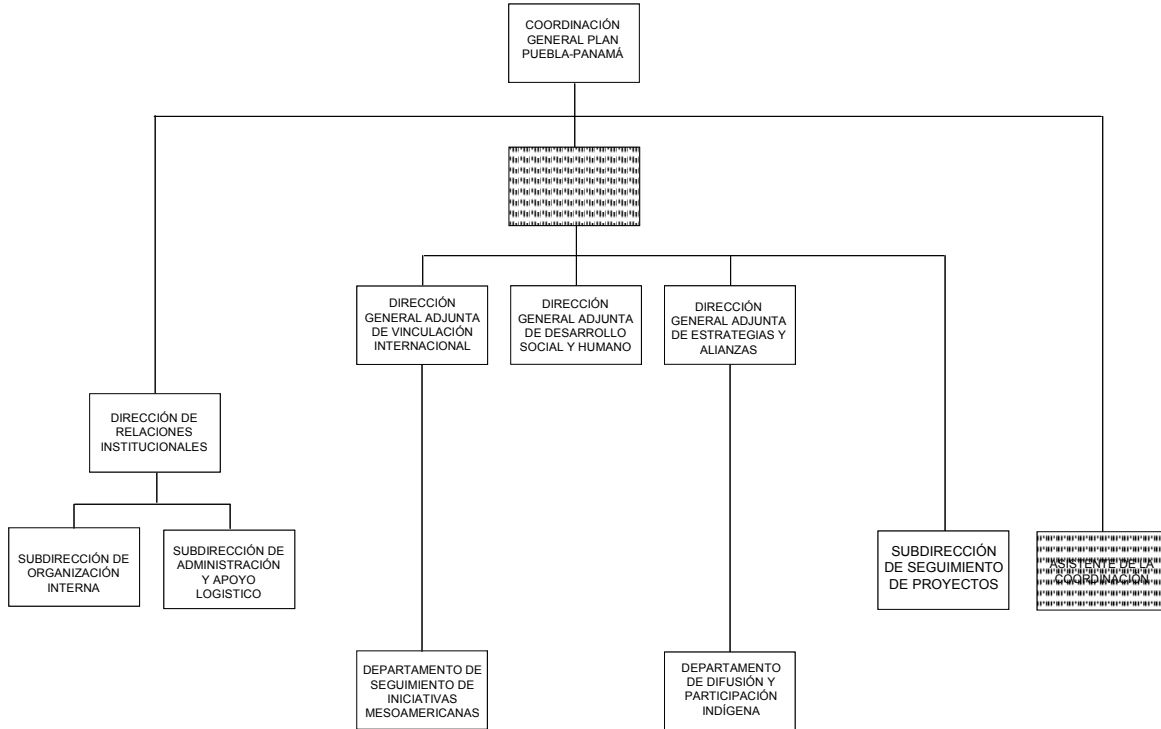 COORDINACIÓN
GENERAL PLAN
PUEBLA-PANAMÁ
DIRECCIÓN
GENERAL ADJUNTA
DE VINCULACIÓN
INTERNACIONAL
DIRECCIÓN
GENERAL ADJUNTA
DE DESARROLLO
SOCIAL Y HUMANO
DIRECCIÓN
GENERAL ADJUNTA
DE ESTRATEGIAS Y
ALIANZAS
DIRECCIÓN DE
RELACIONES
INSTITUCIONALES
SUBDIRECCIÓN DE
ORGANIZACIÓN
INTERNA
SUBDIRECCIÓN DE
ADMINISTRACIÓN
Y APOYO
LOGISTICO
SUBDIRECCIÓN
DE SEGUIMIENTO
DE PROYECTOS
ASISTENTE DE LA
COORDINACIÓN
DEPARTAMENTO DE
SEGUIMIENTO DE
INICIATIVAS
MESOAMERICANAS
DEPARTAMENTO
DE DIFUSIÓN Y
PARTICIPACIÓN
INDÍGENA